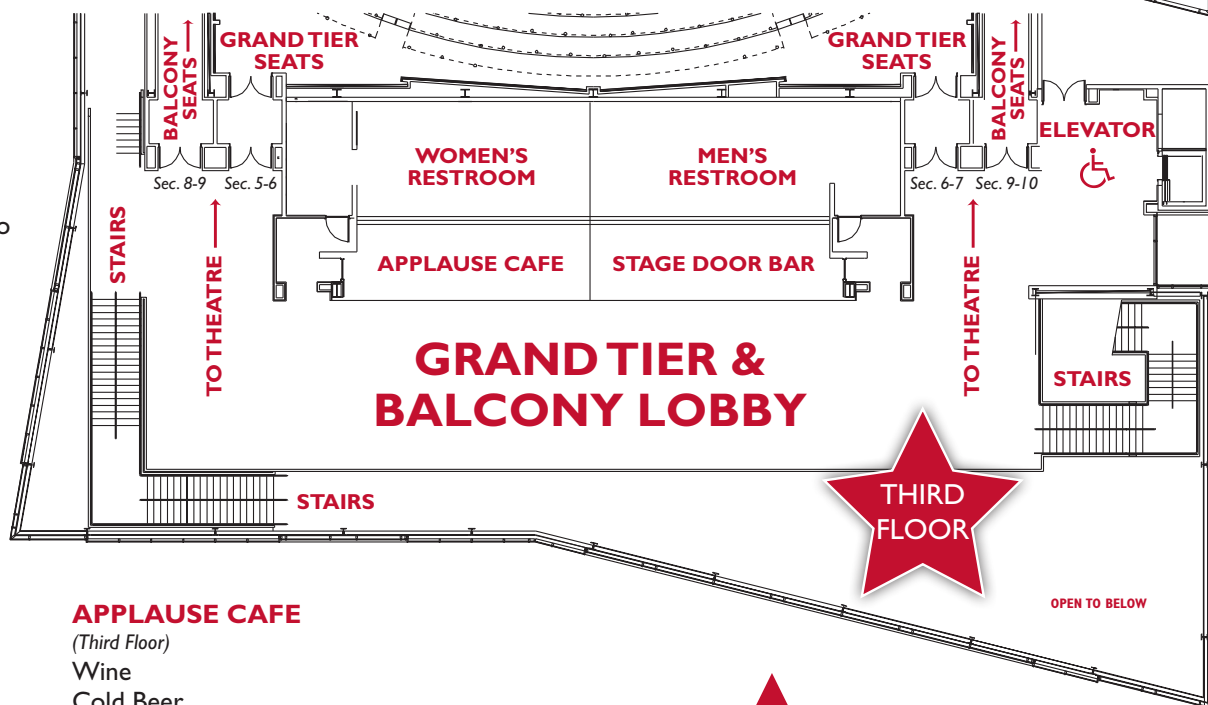 BALCONY
SEATS
GRAND TIER
SEATS
GRAND TIER
SEATS
BALCONY
SEATS
ELEVATOR
WOMEN'S
RESTROOM
MEN'S
RESTROOM
Sec. 8-9
Sec. 5-6
Sec. 6-7
Sec. 9-10
STAIRS
TO THEATRE
APPLAUSE CAFE
STAGE DOOR BAR
TO THEATRE
GRAND TIER &
BALCONY LOBBY
STAIRS
STAIRS
THIRD
FLOOR
OPEN TO BELOW
APPLAUSE CAFE
(Third Floor)
Wine
Cold Beer